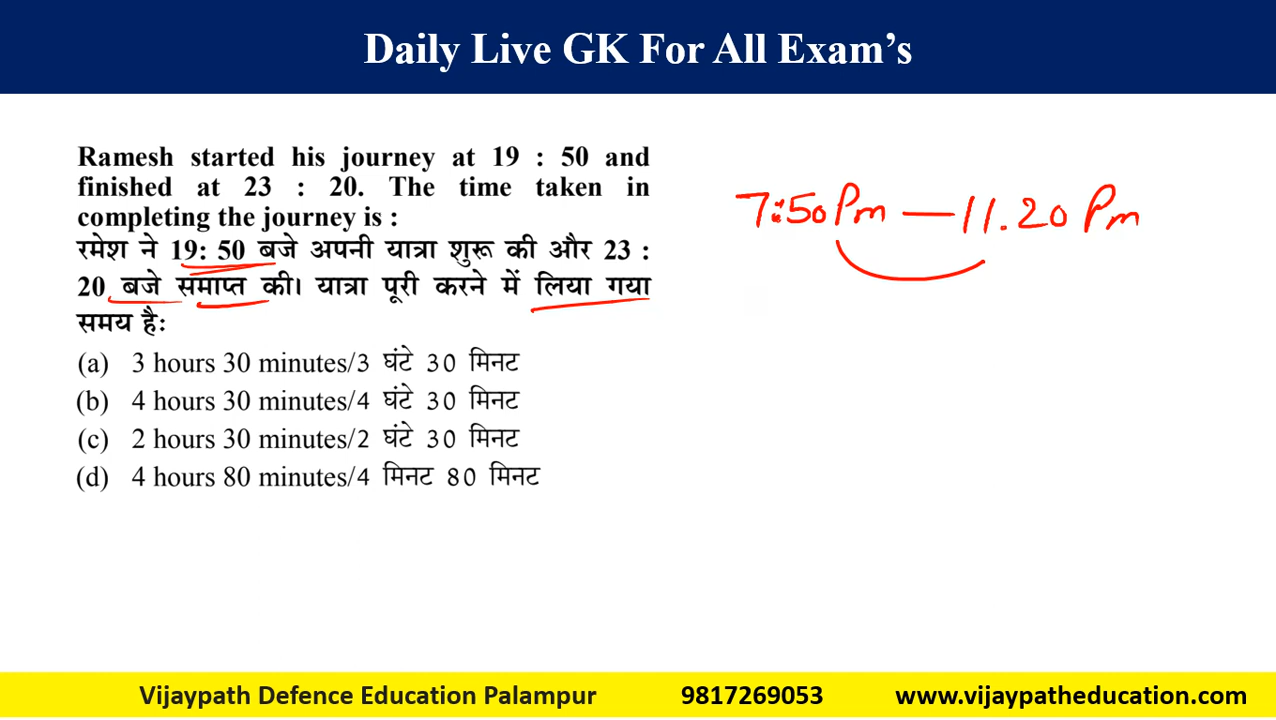 Daily Live GK For All Exam's
Ramesh started his journey at 19 : 50 and
finished at 23 : 20. The time taken in
completing the journey is :
रमेश ने 19: 50 बजे अपनी यात्रा शुरू की और 23 :
20 बजे समाप्त की। यात्रा पूरी करने में लिया गया
समय है:
(a) 3 hours 30 minutes/3 घंटे 30 मिनट
(b) 4 hours 30 minutes/4 घंटे 30 मिनट
(c) 2 hours 30 minutes/2 घंटे 30 मिनट
(d) 4 hours 80 minutes/4 मिनट 80 मिनट
7:50 Pm — 11.20 Pm
Vijaypath Defence Education Palampur 9817269053 www.vijaypatheducation.com